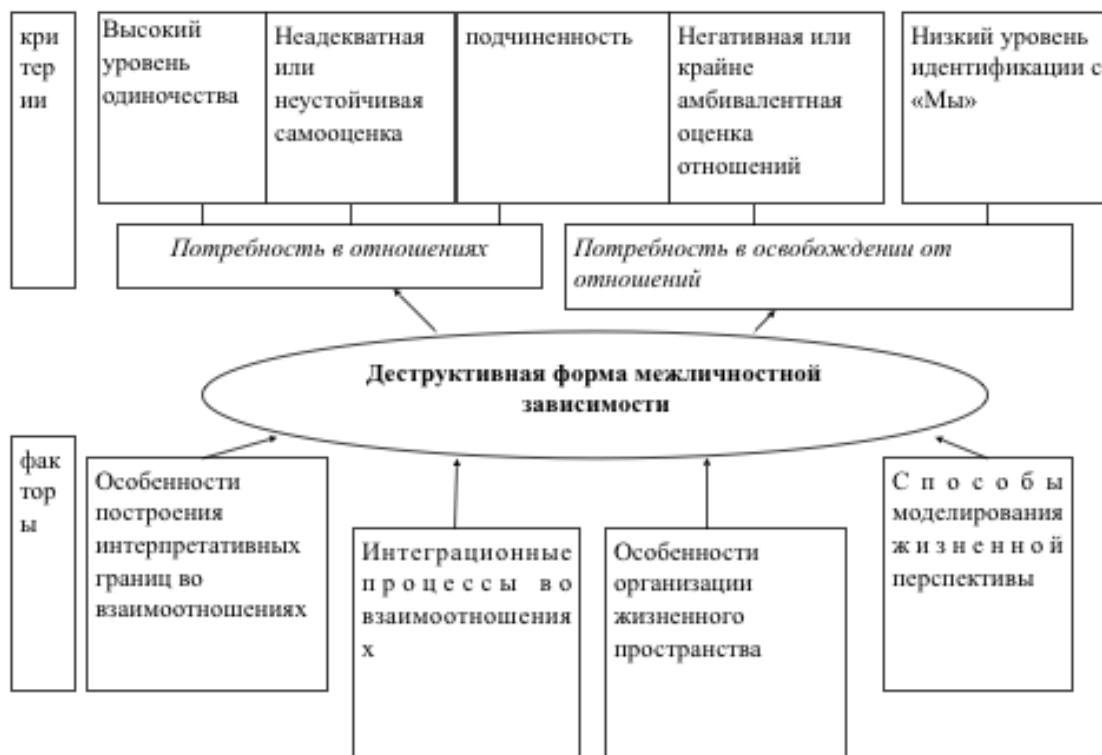 кри
тер
ии
Высокий
уровень
одиночества
Неадекватная
или
неустойчивая
самооценка
подчиненность
Негативная или
крайне
амбивалентная
оценка
отношений
Низкий уровень
идентификации с
«Мы»
Потребность в отношениях
Потребность в освобождении от
отношений
Деструктивная форма межличностной
зависимости
фак
тор
ы
Особенности
построения
интерпретативных
границ во
взаимоотношениях
Интеграционные
процессы во
взаимоотношения
х
Особенности
организации
жизненного
пространства
Способы
моделирования
жизненной
перспективы